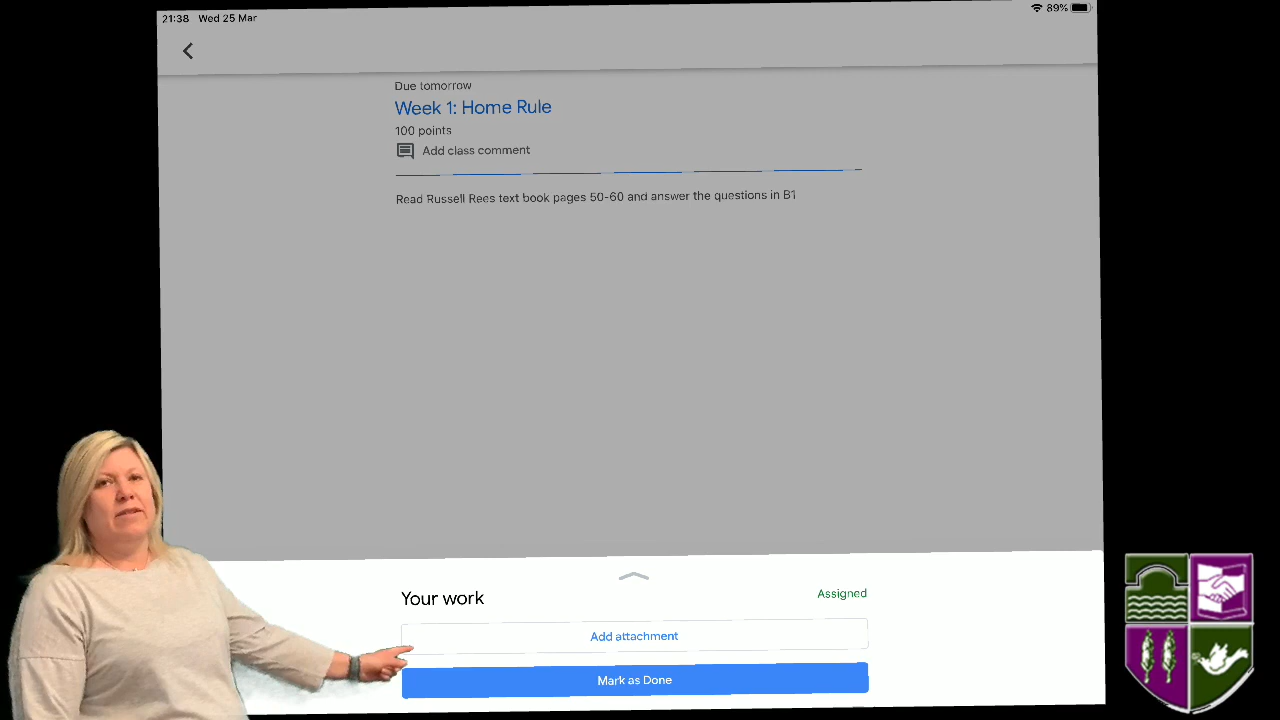 21:38 Wed 25 Mar 89%
Due tomorrow
Week 1: Home Rule
100 points
Add class comment
Read Russell Rees text book pages 50-60 and answer the questions in B1
Your work Assigned
Add attachment
Mark as Done